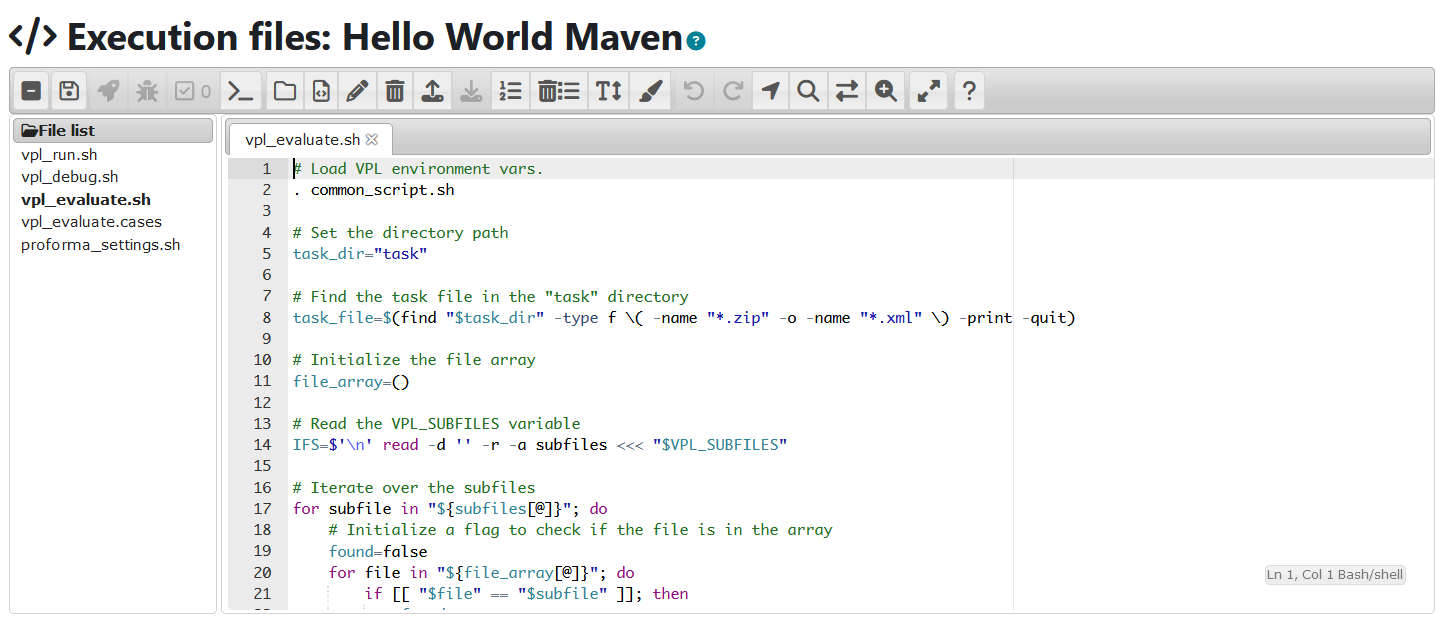 </> Execution files: Hello World Maven ?
0 ?
File list
vpl_run.sh
vpl_debug.sh
vpl_evaluate.sh
vpl_evaluate.cases
proforma_settings.sh
vpl_evaluate.sh
1 # Load VPL environment vars.
2 . common_script.sh
3
4 # Set the directory path
5 task_dir="task"
6
7 # Find the task file in the "task" directory
8 task_file=$(find "$task_dir" -type f \( -name "*.zip" -o -name "*.xml" \) -print -quit)
9
10 # Initialize the file array
11 file_array=()
12
13 # Read the VPL_SUBFILES variable
14 IFS=$'\n' read -d '' -r -a subfiles <<< "$VPL_SUBFILES"
15
16 # Iterate over the subfiles
17 for subfile in "${subfiles[@]}"; do
18     # Initialize a flag to check if the file is in the array
19     found=false
20     for file in "${file_array[@]}"; do
21         if [[ "$file" == "$subfile" ]]; then
Ln 1, Col 1 Bash/shell